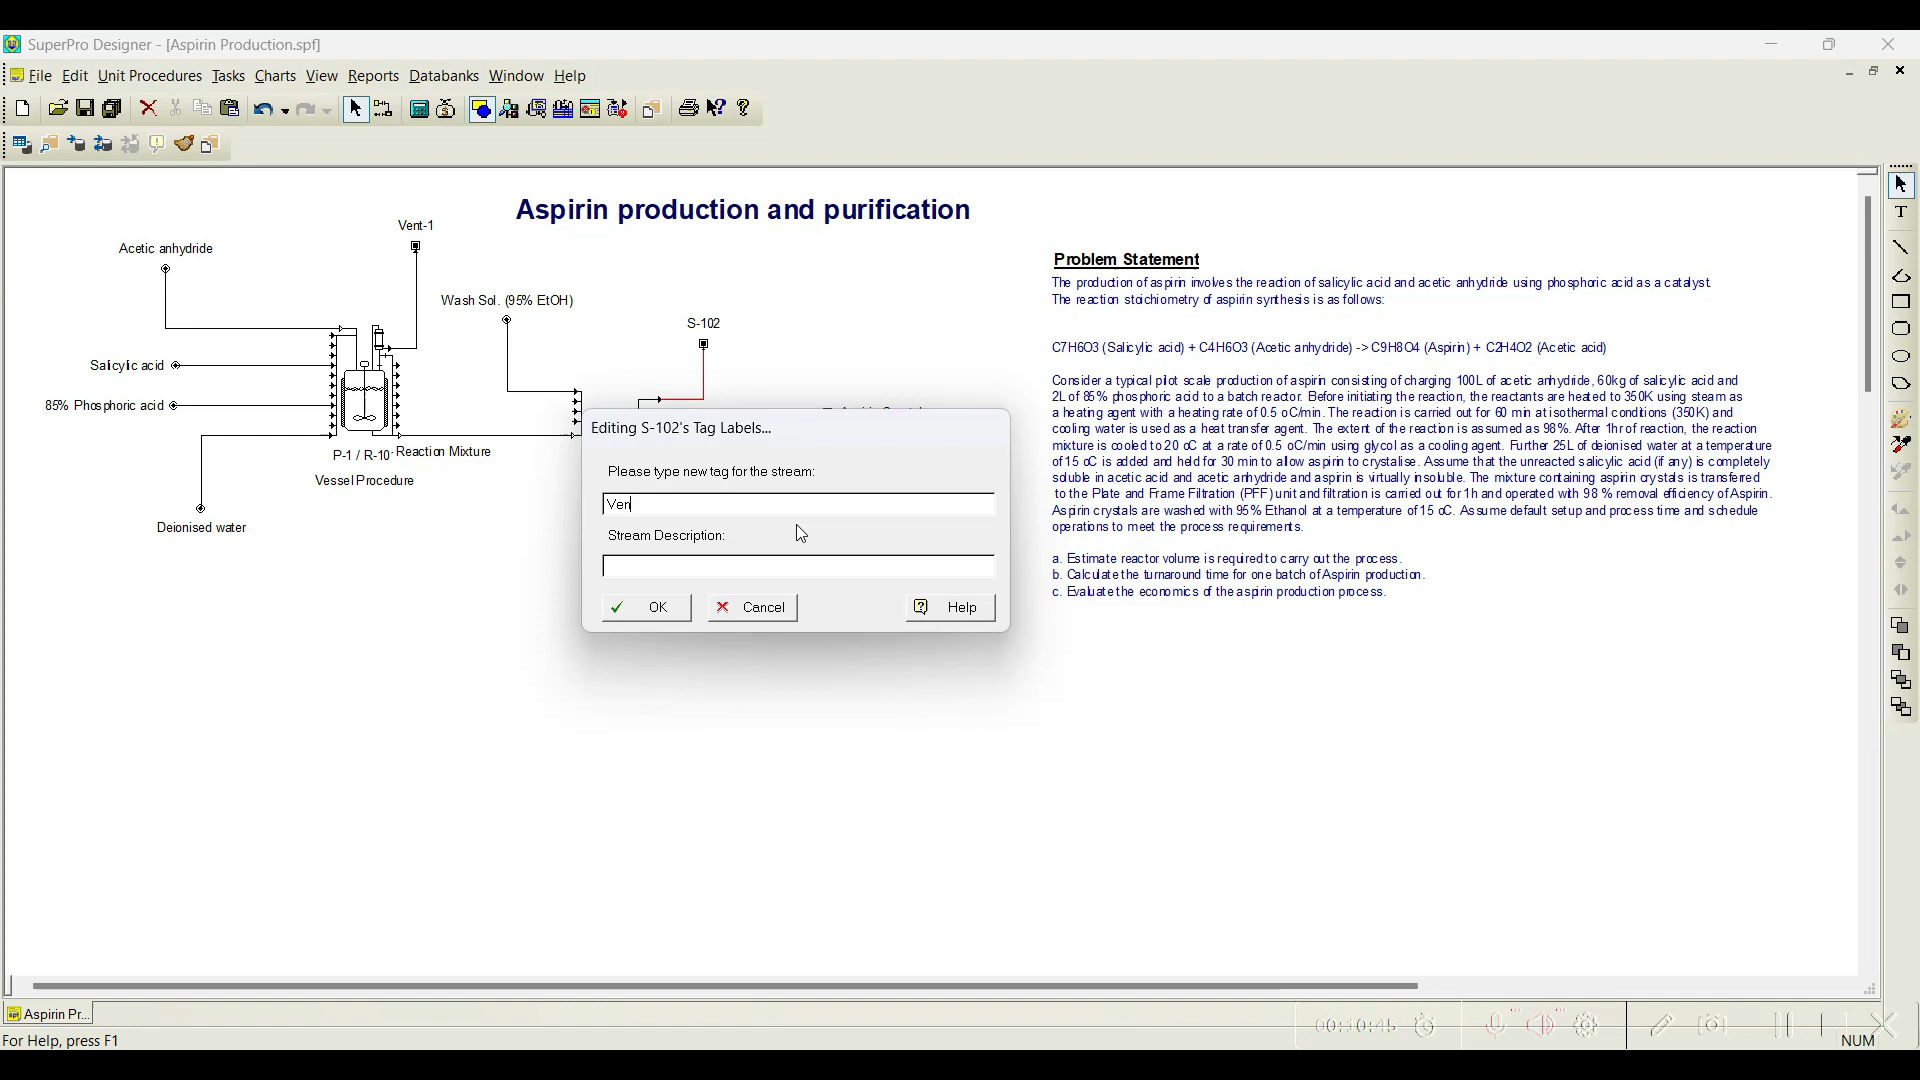 SuperPro Designer - [Aspirin Production.spf]
File Edit Unit Procedures Tasks Charts View Reports Databanks Window Help
Aspirin production and purification
Vent-1
Acetic anhydride
Wash Sol. (95% EtOH)
S-102
Salicylic acid
85% Phosphoric acid
P-1 / R-10
Reaction Mixture
Vessel Procedure
Deionised water
Problem Statement
The production of aspirin involves the reaction of salicylic acid and acetic anhydride using phosphoric acid as a catalyst.
The reaction stoichiometry of aspirin synthesis is as follows:
C7H6O3 (Salicylic acid) + C4H6O3 (Acetic anhydride) -> C9H8O4 (Aspirin) + C2H4O2 (Acetic acid)
Consider a typical pilot scale production of aspirin consisting of charging 100L of acetic anhydride, 60kg of salicylic acid and
2L of 85% phosphoric acid to a batch reactor. Before initiating the reaction, the reactants are heated to 350K using steam as
a heating agent with a heating rate of 0.5 oC/min. The reaction is carried out for 60 min at isothermal conditions (350K) and
cooling water is used as a heat transfer agent. The extent of the reaction is assumed as 98%. After 1hr of reaction, the reaction
mixture is cooled to 20 oC at a rate of 0.5 oC/min using glycol as a cooling agent. Further 25L of deionised water at a temperature
of 15 oC is added and held for 30 min to allow aspirin to crystalise. Assume that the unreacted salicylic acid (if any) is completely
soluble in acetic acid and acetic anhydride and aspirin is virtually insoluble. The mixture containing aspirin crystals is transferred
to the Plate and Frame Filtration (PFF) unit and filtration is carried out for 1h and operated with 98 % removal efficiency of Aspirin.
Aspirin crystals are washed with 95% Ethanol at a temperature of 15 oC. Assume default setup and process time and schedule
operations to meet the process requirements.
a. Estimate reactor volume is required to carry out the process.
b. Calculate the turnaround time for one batch of Aspirin production.
c. Evaluate the economics of the aspirin production process.
Editing S-102's Tag Labels...
Please type new tag for the stream:
Ven
Stream Description:
OK Cancel Help
Aspirin Pr...
00:10:45
For Help, press F1
NUM